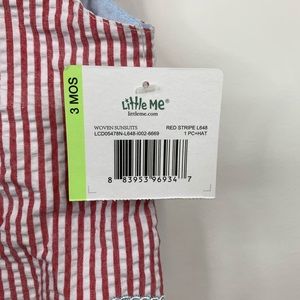 3 MOS
Little Me®
littleme.com
WOVEN SUNSUITS RED STRIPE L648
LCD05478N-L648-I002-6669 1 PC+HAT
8 83953 96934 7